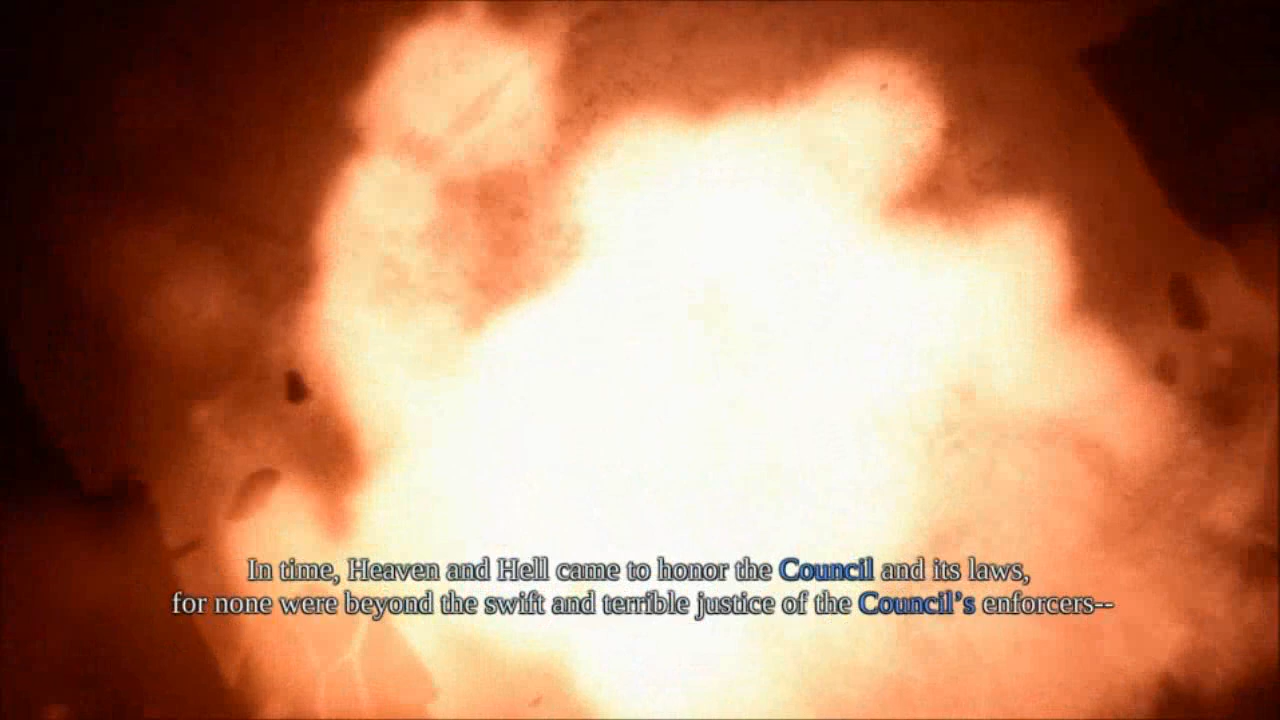 In time, Heaven and Hell came to honor the Council and its laws,
for none were beyond the swift and terrible justice of the Council’s enforcers--